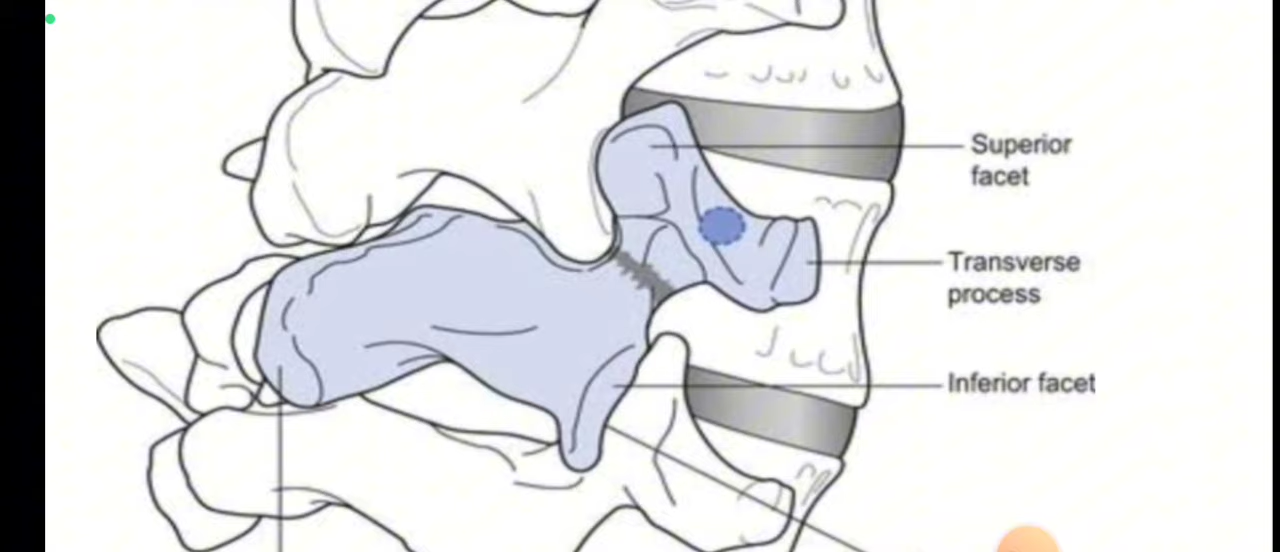 Superior
facet
Transverse
process
Inferior facet